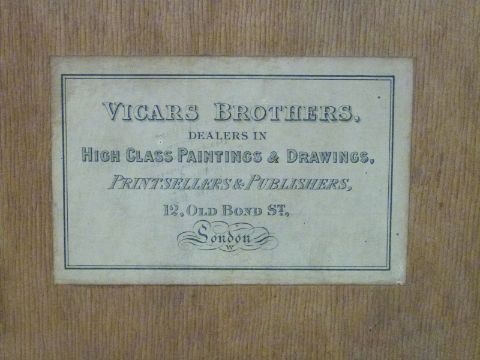 VICARS BROTHERS.
DEALERS IN
HIGH CLASS PAINTINGS & DRAWINGS,
PRINTSELLERS & PUBLISHERS,
12, OLD BOND ST.,
London
W